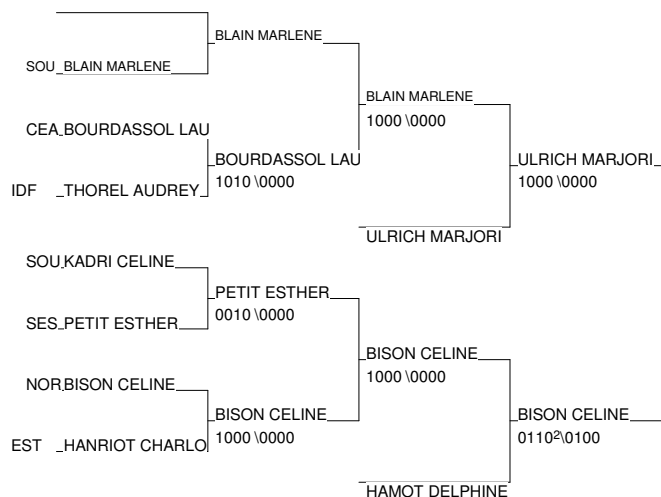 BLAIN MARLENE
SOU BLAIN MARLENE
BLAIN MARLENE
1000 \0000
CEA BOURDASSOL LAU
BOURDASSOL LAU
1010 \0000
ULRICH MARJORI
1000 \0000
IDF THOREL AUDREY
ULRICH MARJORI
SOU KADRI CELINE
PETIT ESTHER
0010 \0000
SES PETIT ESTHER
BISON CELINE
1000 \0000
NOR BISON CELINE
BISON CELINE
1000 \0000
BISON CELINE
0110²\0100
EST HANRIOT CHARLO
HAMOT DELPHINE